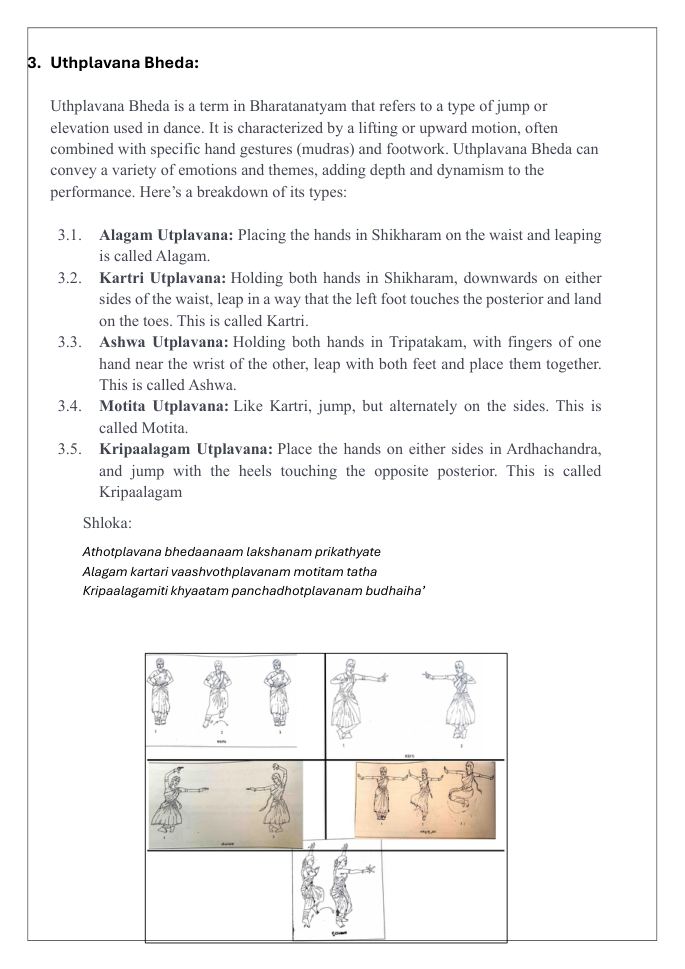 3. Uthplavana Bheda:
Uthplavana Bheda is a term in Bharatanatyam that refers to a type of jump or
elevation used in dance. It is characterized by a lifting or upward motion, often
combined with specific hand gestures (mudras) and footwork. Uthplavana Bheda can
convey a variety of emotions and themes, adding depth and dynamism to the
performance. Here’s a breakdown of its types:
3.1. Alagam Utplavana: Placing the hands in Shikharam on the waist and leaping
is called Alagam.
3.2. Kartri Utplavana: Holding both hands in Shikharam, downwards on either
sides of the waist, leap in a way that the left foot touches the posterior and land
on the toes. This is called Kartri.
3.3. Ashwa Utplavana: Holding both hands in Tripatakam, with fingers of one
hand near the wrist of the other, leap with both feet and place them together.
This is called Ashwa.
3.4. Motita Utplavana: Like Kartri, jump, but alternately on the sides. This is
called Motita.
3.5. Kripaalagam Utplavana: Place the hands on either sides in Ardhachandra,
and jump with the heels touching the opposite posterior. This is called
Kripaalagam
Shloka:
Athotplavana bhedaanaam lakshanam prikathyate
Alagam kartari vaashvothplavanam motitam tatha
Kripaalagamiti khyaatam panchadhotplavanam budhaiha’